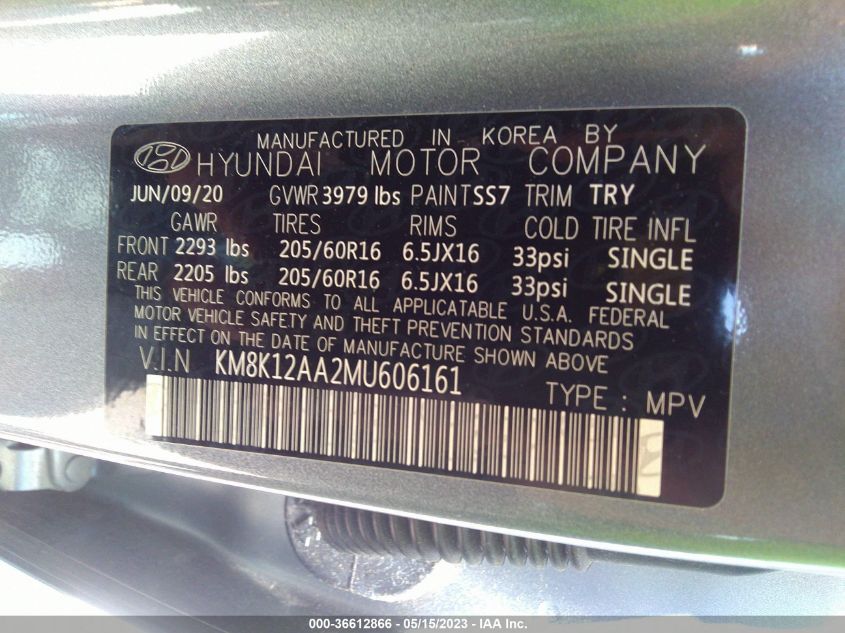 MANUFACTURED IN KOREA BY
HYUNDAI MOTOR COMPANY
JUN/09/20 GVWR 3979 lbs PAINT SS7 TRIM TRY
GAWR TIRES RIMS COLD TIRE INFL
FRONT 2293 lbs 205/60R16 6.5JX16 33psi SINGLE
REAR 2205 lbs 205/60R16 6.5JX16 33psi SINGLE
THIS VEHICLE CONFORMS TO ALL APPLICABLE U.S.A. FEDERAL
MOTOR VEHICLE SAFETY AND THEFT PREVENTION STANDARDS
IN EFFECT ON THE DATE OF MANUFACTURE SHOWN ABOVE
V.I.N KM8K12AA2MU606161
TYPE : MPV
000-36612866 - 05/15/2023 - IAA Inc.